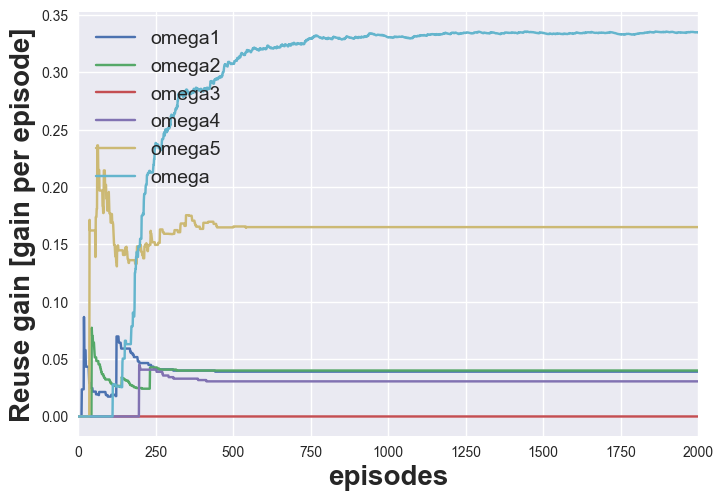 Reuse gain [gain per episode]
0.35
0.30
0.25
0.20
0.15
0.10
0.05
0.00
omega1
omega2
omega3
omega4
omega5
omega
0 250 500 750 1000 1250 1500 1750 2000
episodes